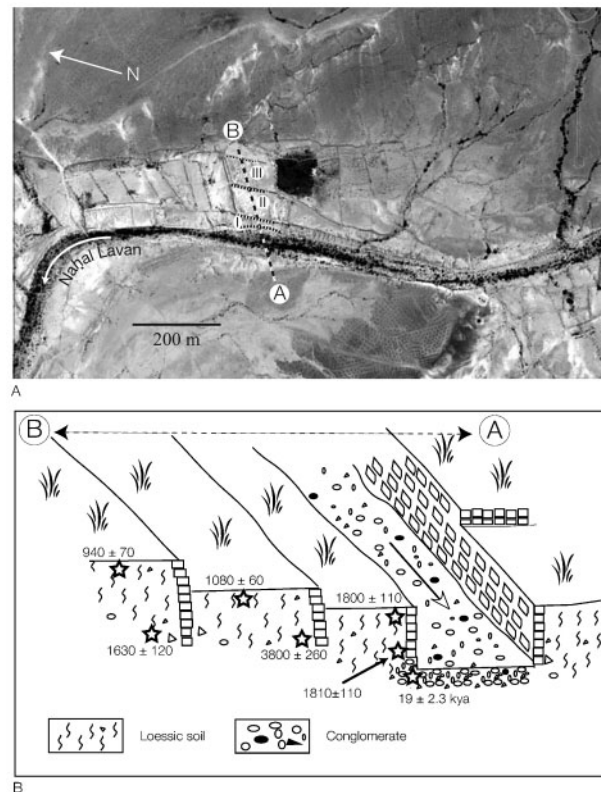 N
B
III
II
I
A
Nahal Lavan
200 m
A
B
A
940 ± 70
1080 ± 60
1800 ± 110
1630 ± 120
3800 ± 260
1810±110
19 ± 2.3 kya
Loessic soil
Conglomerate
B